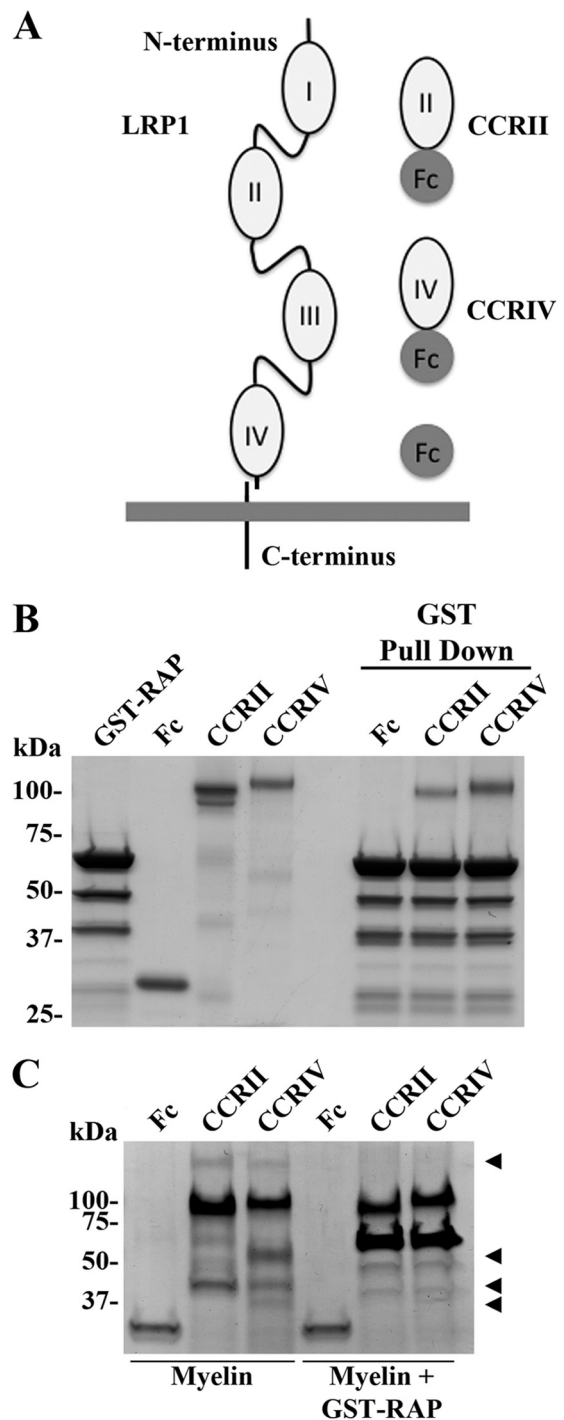 A
N-terminus
I
LRP1
II
CCRII
Fc
II
III
IV
CCRIV
Fc
IV
Fc
C-terminus
B
GST
Pull Down
GST-RAP
Fc
CCRII
CCRIV
Fc
CCRII
CCRIV
kDa
100-
75-
50-
37-
25-
C
Fc
CCRII
CCRIV
Fc
CCRII
CCRIV
kDa
100-
75-
50-
37-
Myelin
Myelin +
GST-RAP